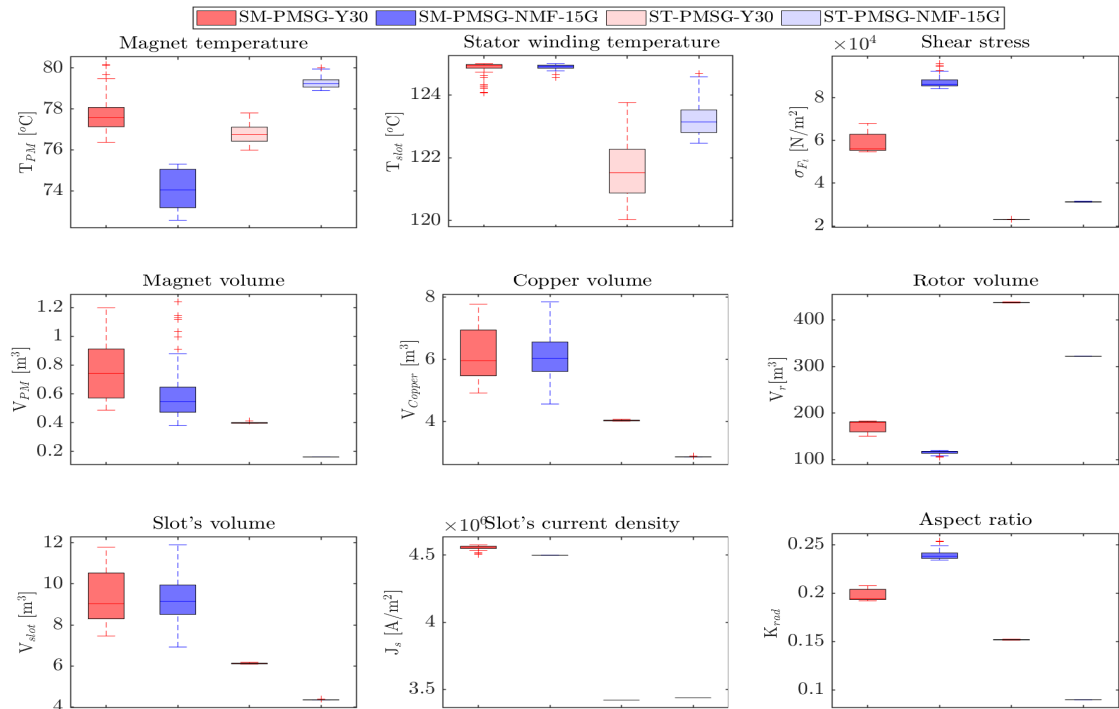 SM-PMSG-Y30 SM-PMSG-NMF-15G ST-PMSG-Y30 ST-PMSG-NMF-15G
Magnet temperature
80
78
76
74
T_PM [°C]
Stator winding temperature
124
122
120
T_slot [°C]
×10^4
Shear stress
8
6
4
2
σ_F_t [N/m²]
Magnet volume
1.2
1
0.8
0.6
0.4
0.2
V_PM [m³]
Copper volume
8
6
4
V_Copper [m³]
Rotor volume
400
300
200
100
V_r[m³]
Slot's volume
12
10
8
6
4
V_slot [m³]
×10^6
Slot's current density
4.5
4
3.5
J_s [A/m²]
Aspect ratio
0.25
0.2
0.15
0.1
K_rad